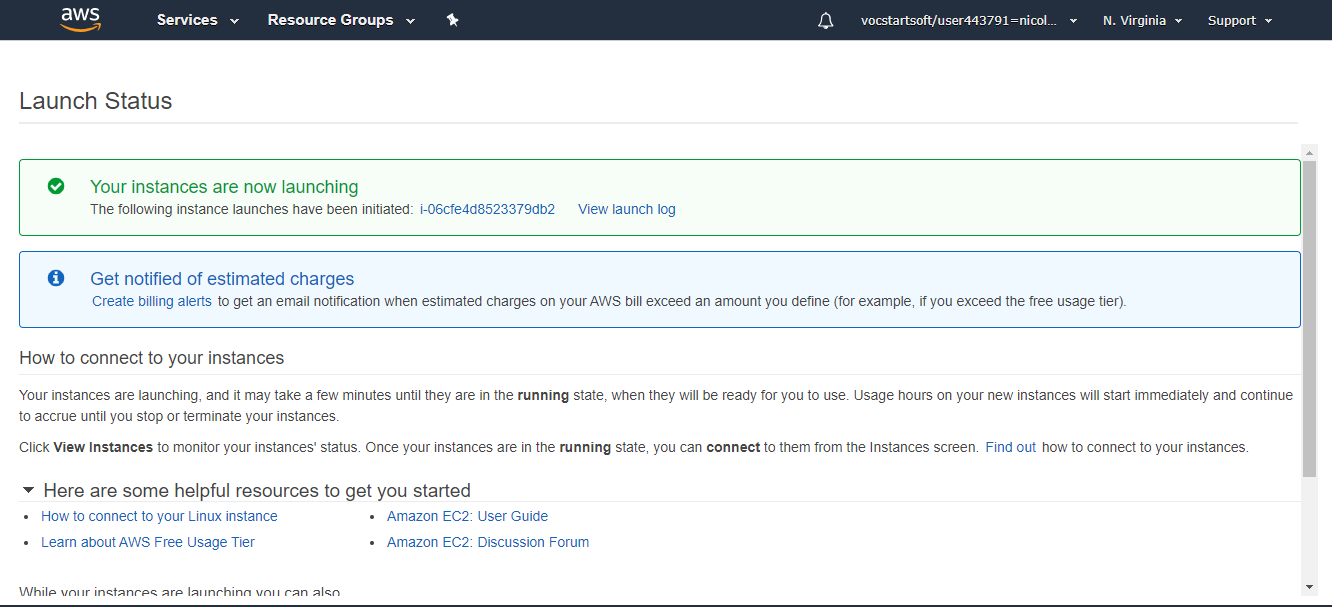 aws Services Resource Groups vocstartsoft/user443791=nicol... N. Virginia Support
Launch Status
Your instances are now launching
The following instance launches have been initiated: i-06cfe4d8523379db2 View launch log
Get notified of estimated charges
Create billing alerts to get an email notification when estimated charges on your AWS bill exceed an amount you define (for example, if you exceed the free usage tier).
How to connect to your instances
Your instances are launching, and it may take a few minutes until they are in the running state, when they will be ready for you to use. Usage hours on your new instances will start immediately and continue
to accrue until you stop or terminate your instances.
Click View Instances to monitor your instances' status. Once your instances are in the running state, you can connect to them from the Instances screen. Find out how to connect to your instances.
Here are some helpful resources to get you started
• How to connect to your Linux instance
• Learn about AWS Free Usage Tier
• Amazon EC2: User Guide
• Amazon EC2: Discussion Forum
While your instances are launching you can also